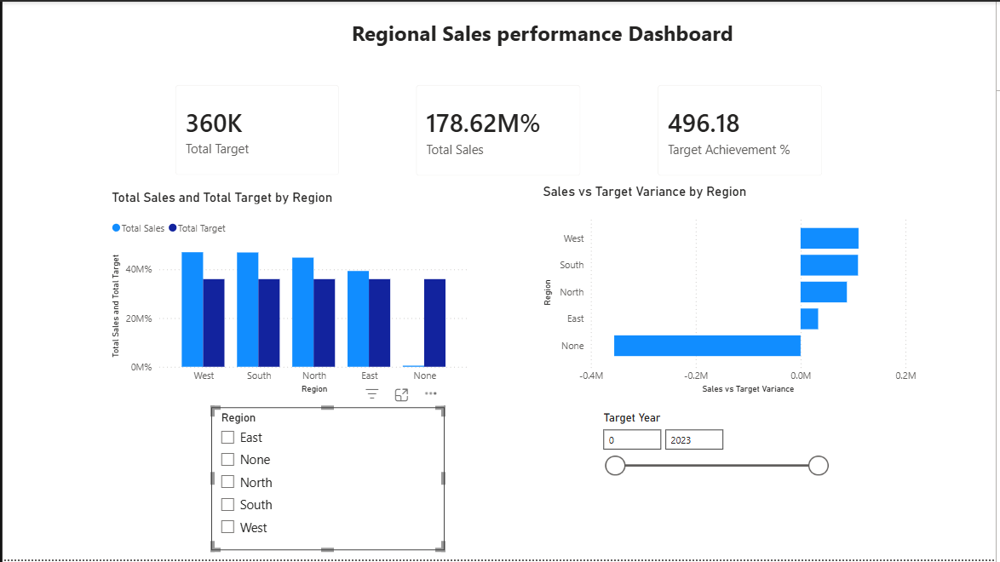 Regional Sales performance Dashboard
360K
Total Target
178.62M%
Total Sales
496.18
Target Achievement %
Total Sales and Total Target by Region
Total Sales Total Target
Total Sales and Total Target
40M%
20M%
0M%
West South North East None
Region
Sales vs Target Variance by Region
Region
West
South
North
East
None
-0.4M -0.2M 0.0M 0.2M
Sales vs Target Variance
Region
East
None
North
South
West
Target Year
0 2023